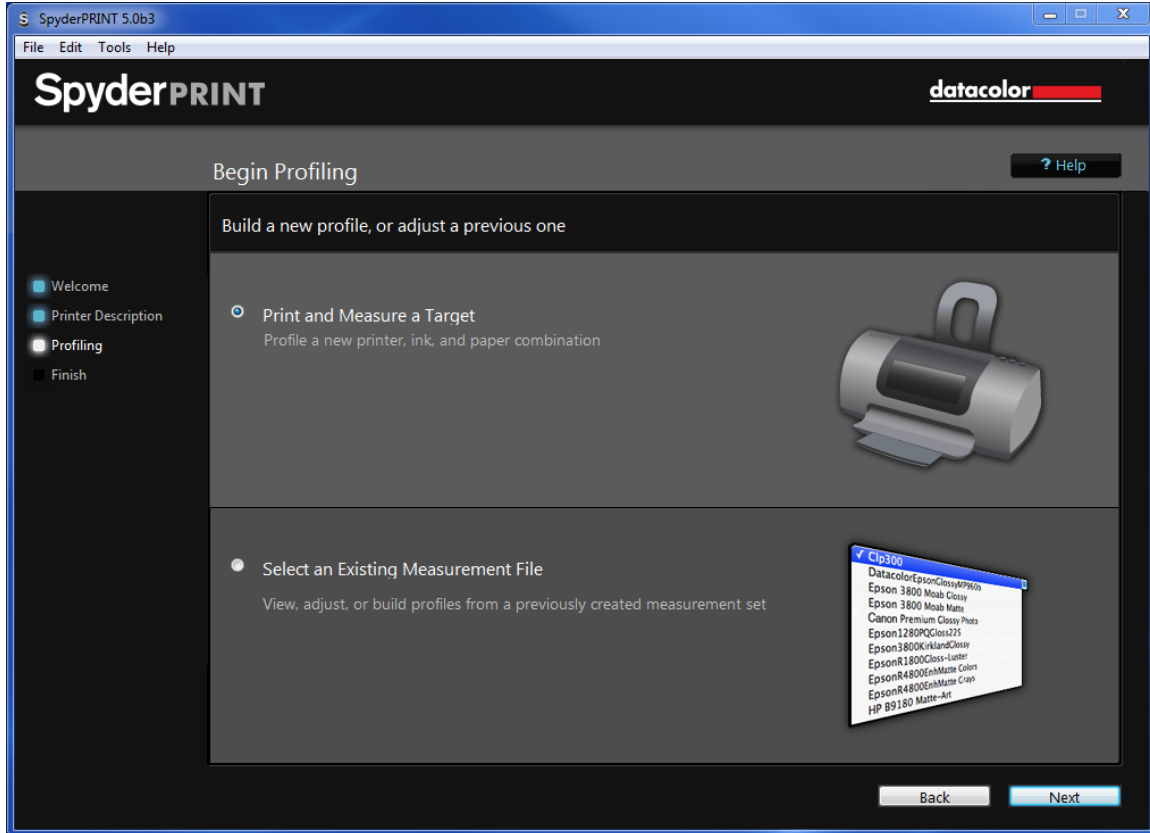 SpyderPRINT 5.0b3
File Edit Tools Help
SpyderPRINT
datacolor
Begin Profiling
? Help
Build a new profile, or adjust a previous one
Welcome
Printer Description
Profiling
Finish
Print and Measure a Target
Profile a new printer, ink, and paper combination
Select an Existing Measurement File
View, adjust, or build profiles from a previously created measurement set
✓ Clp300
DatacolorEpsonGlossyMP960b
Epson 3800 Moab Glossy
Epson 3800 Moab Matte
Canon Premium Glossy Photo
Epson1280PQGloss225
Epson3800KirklandGlossy
EpsonR1800Gloss-Luster
EpsonR4800EnhMatte Colors
EpsonR4800EnhMatte Grays
HP B9180 Matte-Art
Back
Next